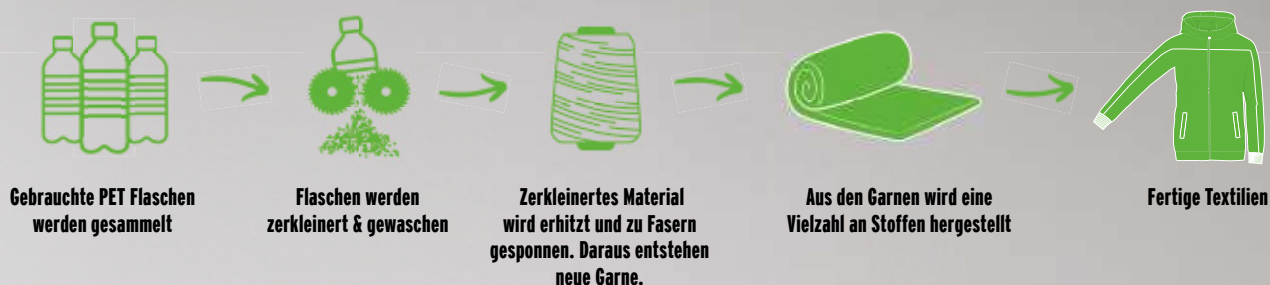 Gebrauchte PET Flaschen
werden gesammelt
Flaschen werden
zerkleinert & gewaschen
Zerkleinertes Material
wird erhitzt und zu Fasern
gesponnen. Daraus entstehen
neue Garne.
Aus den Garnen wird eine
Vielzahl an Stoffen hergestellt
Fertige Textilien